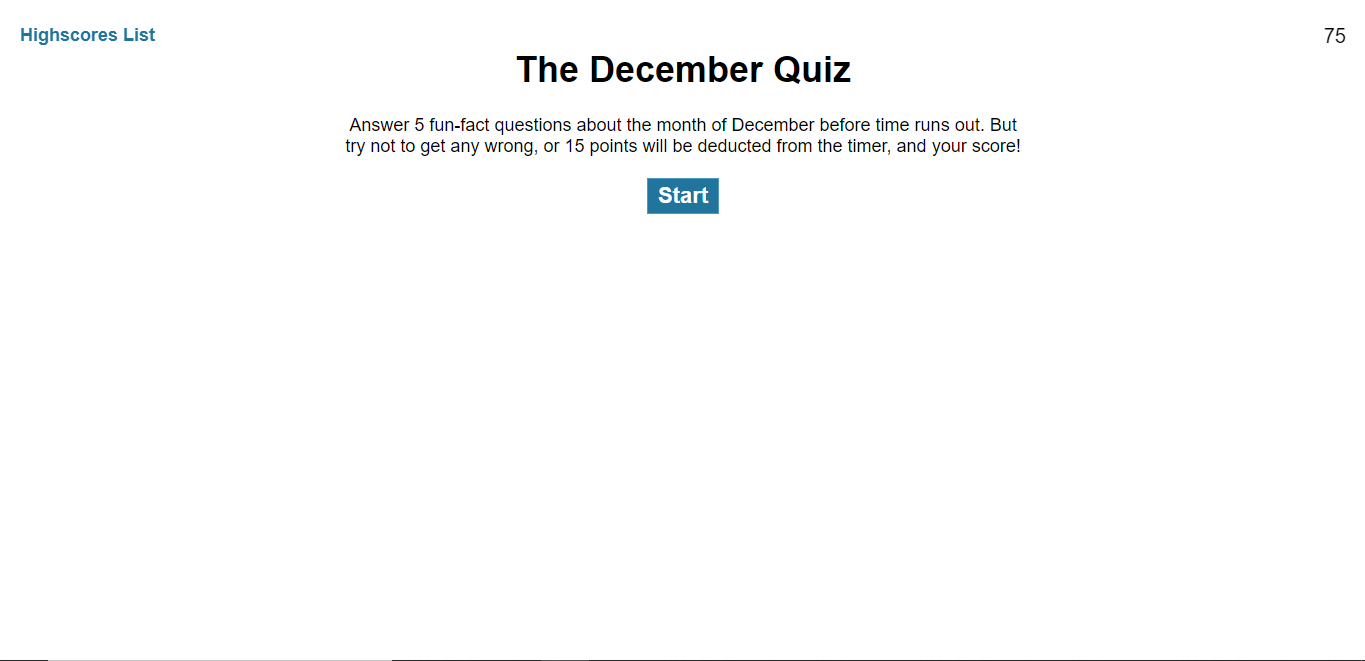 Highscores List
75
The December Quiz
Answer 5 fun-fact questions about the month of December before time runs out. But
try not to get any wrong, or 15 points will be deducted from the timer, and your score!
Start